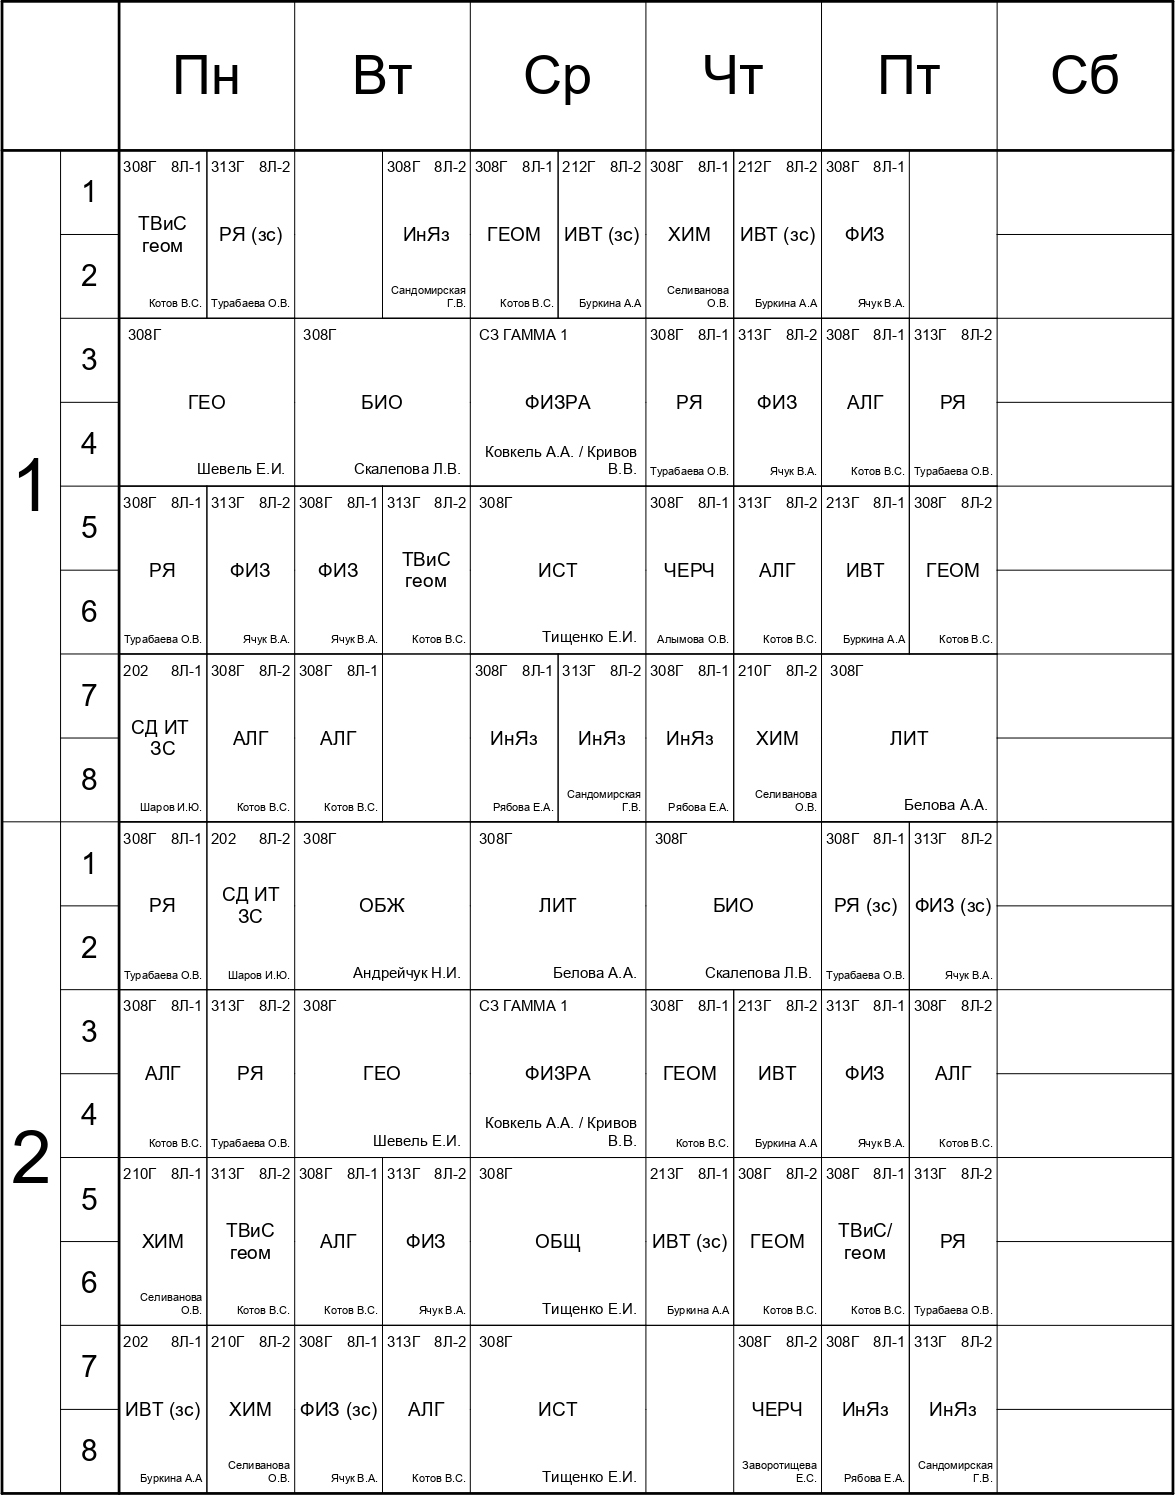 Пн Вт Ср Чт Пт Сб
1
1
308Г 8Л-1 313Г 8Л-2 308Г 8Л-2 308Г 8Л-1 212Г 8Л-2 308Г 8Л-1 212Г 8Л-2 308Г 8Л-1
ТВиС
геом
РЯ (зс) ИнЯз ГЕОМ ИВТ (зс) ХИМ ИВТ (зс) ФИЗ
2
Котов В.С. Турабаева О.В. Сандомирская
Г.В.
Котов В.С. Буркина А.А Селиванова
О.В.
Буркина А.А Ячук В.А.
3
308Г 308Г СЗ ГАММА 1 308Г 8Л-1 313Г 8Л-2 308Г 8Л-1 313Г 8Л-2
ГЕО БИО ФИЗРА РЯ ФИЗ АЛГ РЯ
4
Шевель Е.И. Скалепова Л.В. Ковкель А.А. / Кривов
В.В.
Турабаева О.В. Ячук В.А. Котов В.С. Турабаева О.В.
5
308Г 8Л-1 313Г 8Л-2 308Г 8Л-1 313Г 8Л-2 308Г 308Г 8Л-1 313Г 8Л-2 213Г 8Л-1 308Г 8Л-2
РЯ ФИЗ ФИЗ ТВиС
геом
ИСТ ЧЕРЧ АЛГ ИВТ ГЕОМ
6
Турабаева О.В. Ячук В.А. Ячук В.А. Котов В.С. Тищенко Е.И. Алымова О.В. Котов В.С. Буркина А.А Котов В.С.
7
202 8Л-1 308Г 8Л-2 308Г 8Л-1 308Г 8Л-1 313Г 8Л-2 308Г 8Л-1 210Г 8Л-2 308Г
СД ИТ
ЗС
АЛГ АЛГ ИнЯз ИнЯз ИнЯз ХИМ ЛИТ
8
Шаров И.Ю. Котов В.С. Котов В.С. Рябова Е.А. Сандомирская
Г.В.
Рябова Е.А. Селиванова
О.В.
Белова А.А.
2
1
308Г 8Л-1 202 8Л-2 308Г 308Г 308Г 308Г 8Л-1 313Г 8Л-2
РЯ СД ИТ
ЗС
ОБЖ ЛИТ БИО РЯ (зс) ФИЗ (зс)
2
Турабаева О.В. Шаров И.Ю. Андрейчук Н.И. Белова А.А. Скалепова Л.В. Турабаева О.В. Ячук В.А.
3
308Г 8Л-1 313Г 8Л-2 308Г СЗ ГАММА 1 308Г 8Л-1 213Г 8Л-2 313Г 8Л-1 308Г 8Л-2
АЛГ РЯ ГЕО ФИЗРА ГЕОМ ИВТ ФИЗ АЛГ
4
Котов В.С. Турабаева О.В. Шевель Е.И. Ковкель А.А. / Кривов
В.В.
Котов В.С. Буркина А.А Ячук В.А. Котов В.С.
5
210Г 8Л-1 313Г 8Л-2 308Г 8Л-1 313Г 8Л-2 308Г 213Г 8Л-1 308Г 8Л-2 308Г 8Л-1 313Г 8Л-2
ХИМ ТВиС
геом
АЛГ ФИЗ ОБЩ ИВТ (зс) ГЕОМ ТВиС/
геом
РЯ
6
Селиванова
О.В.
Котов В.С. Котов В.С. Ячук В.А. Тищенко Е.И. Буркина А.А Котов В.С. Котов В.С. Турабаева О.В.
7
202 8Л-1 210Г 8Л-2 308Г 8Л-1 313Г 8Л-2 308Г 308Г 8Л-2 308Г 8Л-1 313Г 8Л-2
ИВТ (зс) ХИМ ФИЗ (зс) АЛГ ИСТ ЧЕРЧ ИнЯз ИнЯз
8
Буркина А.А Селиванова
О.В.
Ячук В.А. Котов В.С. Тищенко Е.И. Заворотищева
Е.С.
Рябова Е.А. Сандомирская
Г.В.